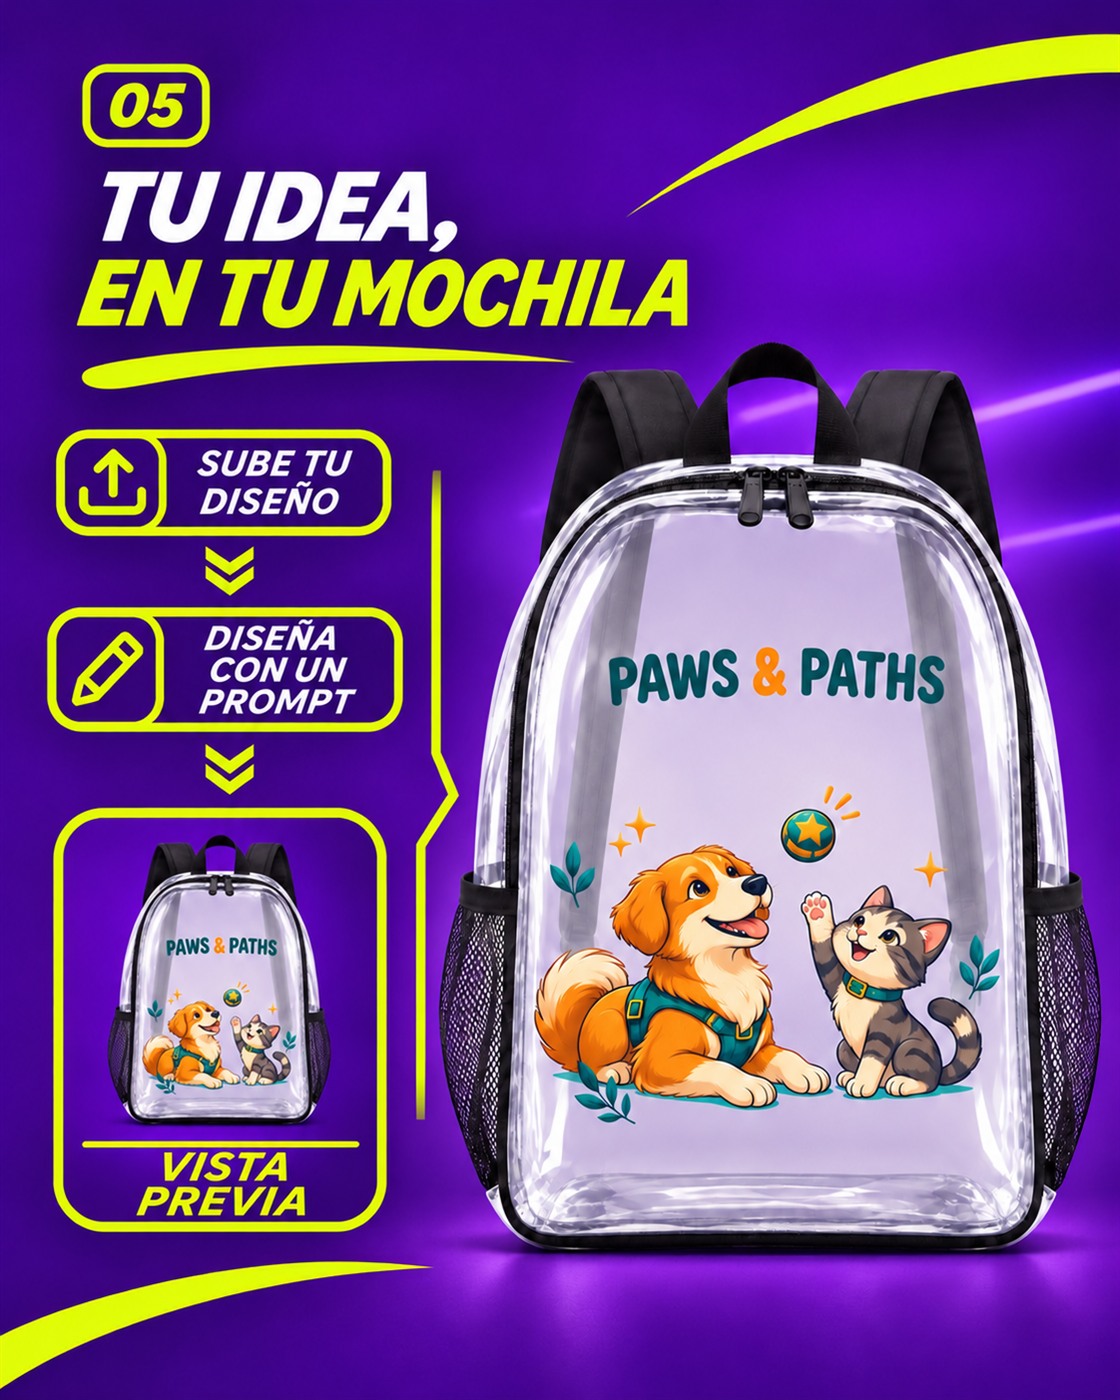 05
TU IDEA,
EN TU MOCHILA
SUBE TU
DISEÑO
DISEÑA
CON UN
PROMPT
PAWS & PATHS
VISTA
PREVIA
PAWS & PATHS